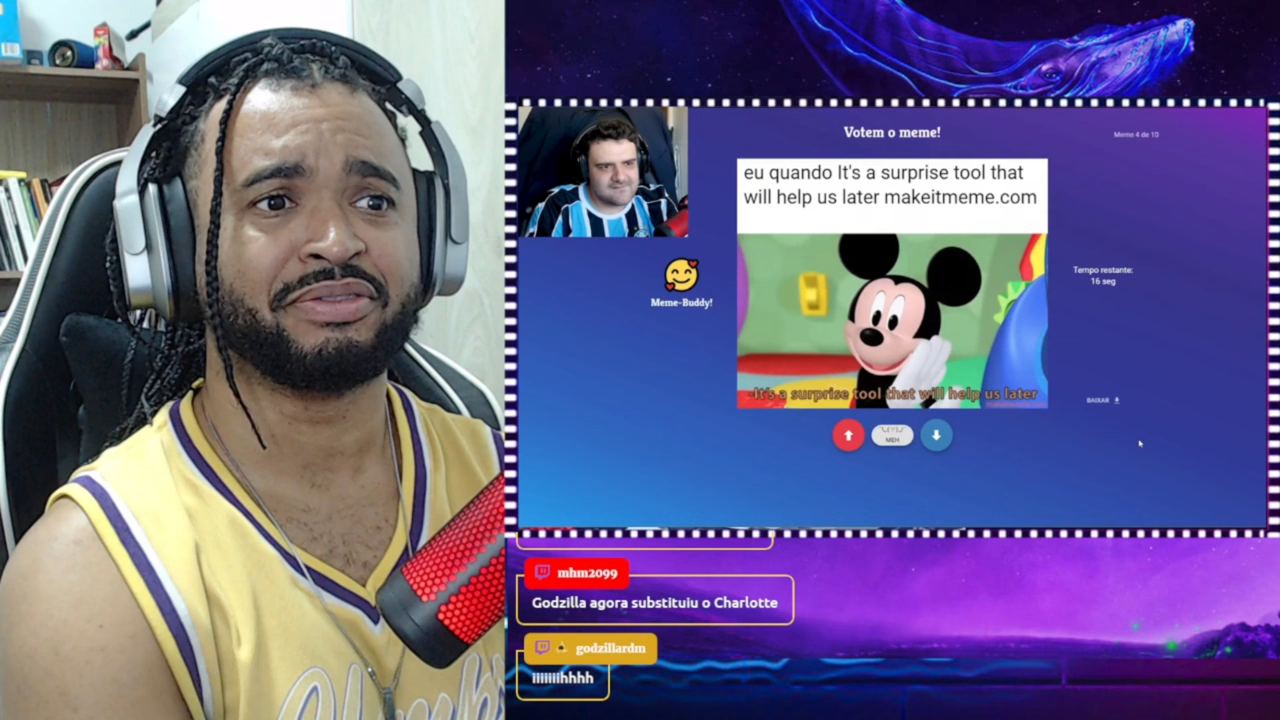 Votem o meme!
Meme 4 de 10
eu quando It's a surprise tool that
will help us later makeitmeme.com
Meme-Buddy!
Tempo restante:
16 seg
It's a surprise tool that will help us later
BAIXAR
MEH
mhm2099
Godzilla agora substituiu o Charlotte
godzillardm
iiiiiiihhhh